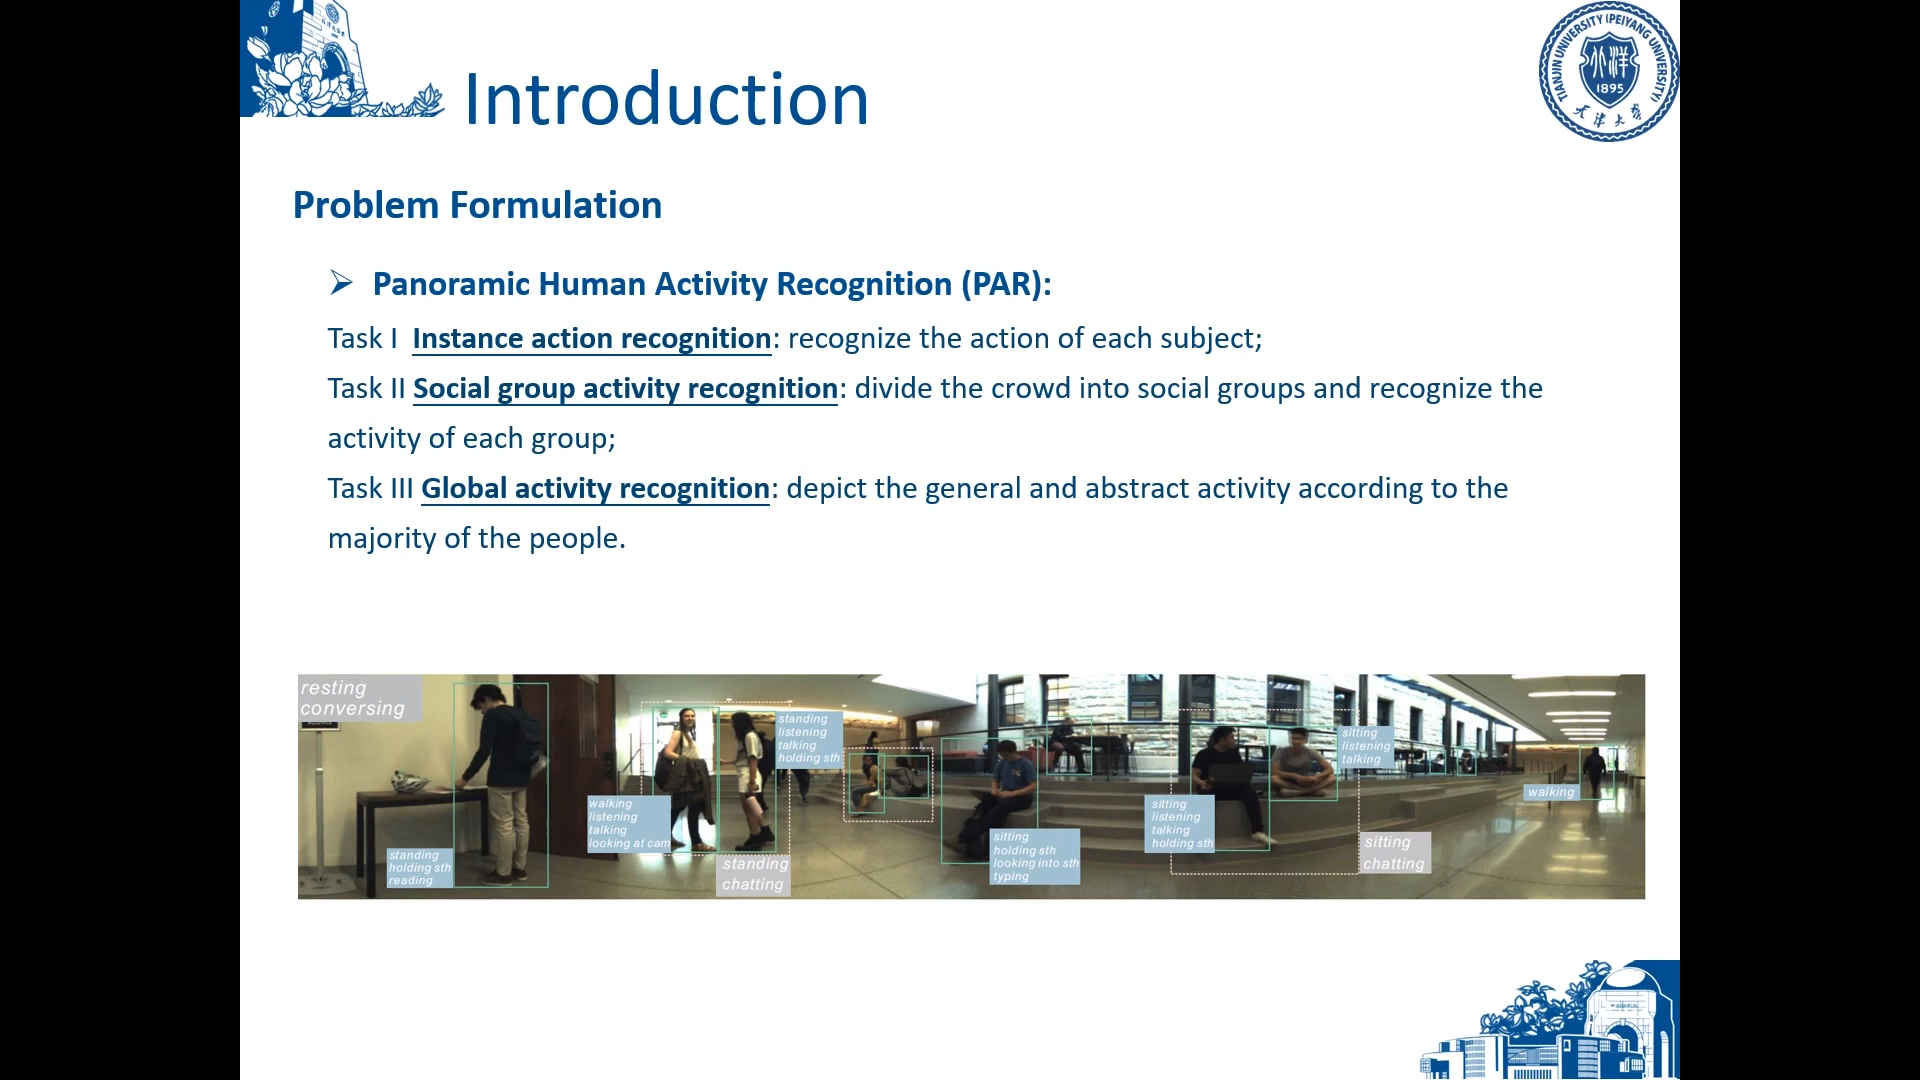 Introduction
TIANJIN UNIVERSITY (PEIYANG UNIVERSITY)
1895
Problem Formulation
➢ Panoramic Human Activity Recognition (PAR):
Task I Instance action recognition: recognize the action of each subject;
Task II Social group activity recognition: divide the crowd into social groups and recognize the
activity of each group;
Task III Global activity recognition: depict the general and abstract activity according to the
majority of the people.
resting
conversing
standing
holding sth
reading
walking
listening
talking
looking at cam
standing
listening
talking
holding sth
standing
chatting
sitting
holding sth
looking into sth
typing
sitting
listening
talking
holding sth
sitting
listening
talking
sitting
chatting
walking